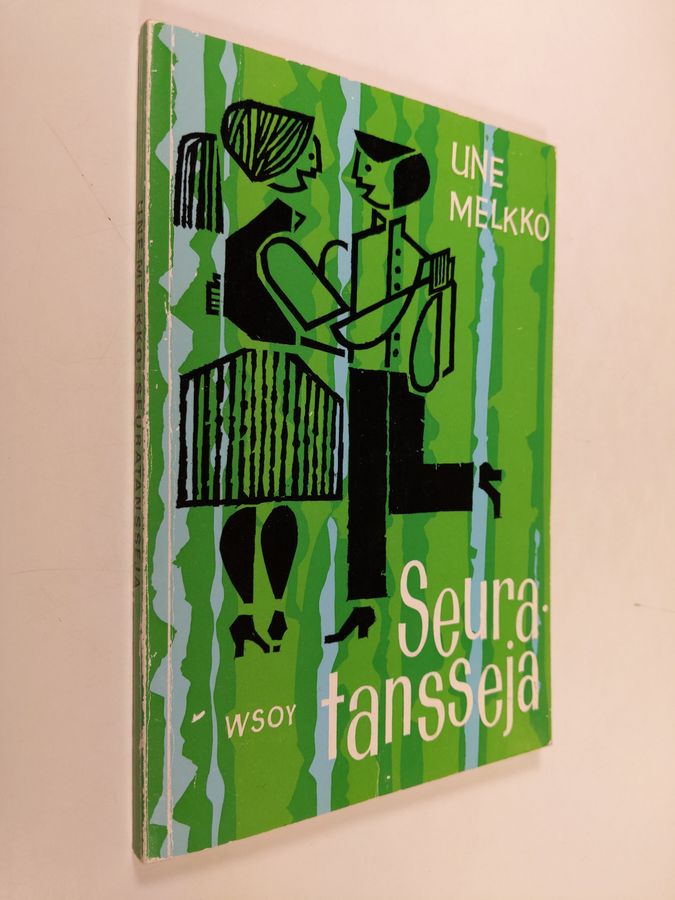 UNE
MELKKO
Seura-
tansseja
WSOY
UNE MELKKO: SEURATANSSEJA